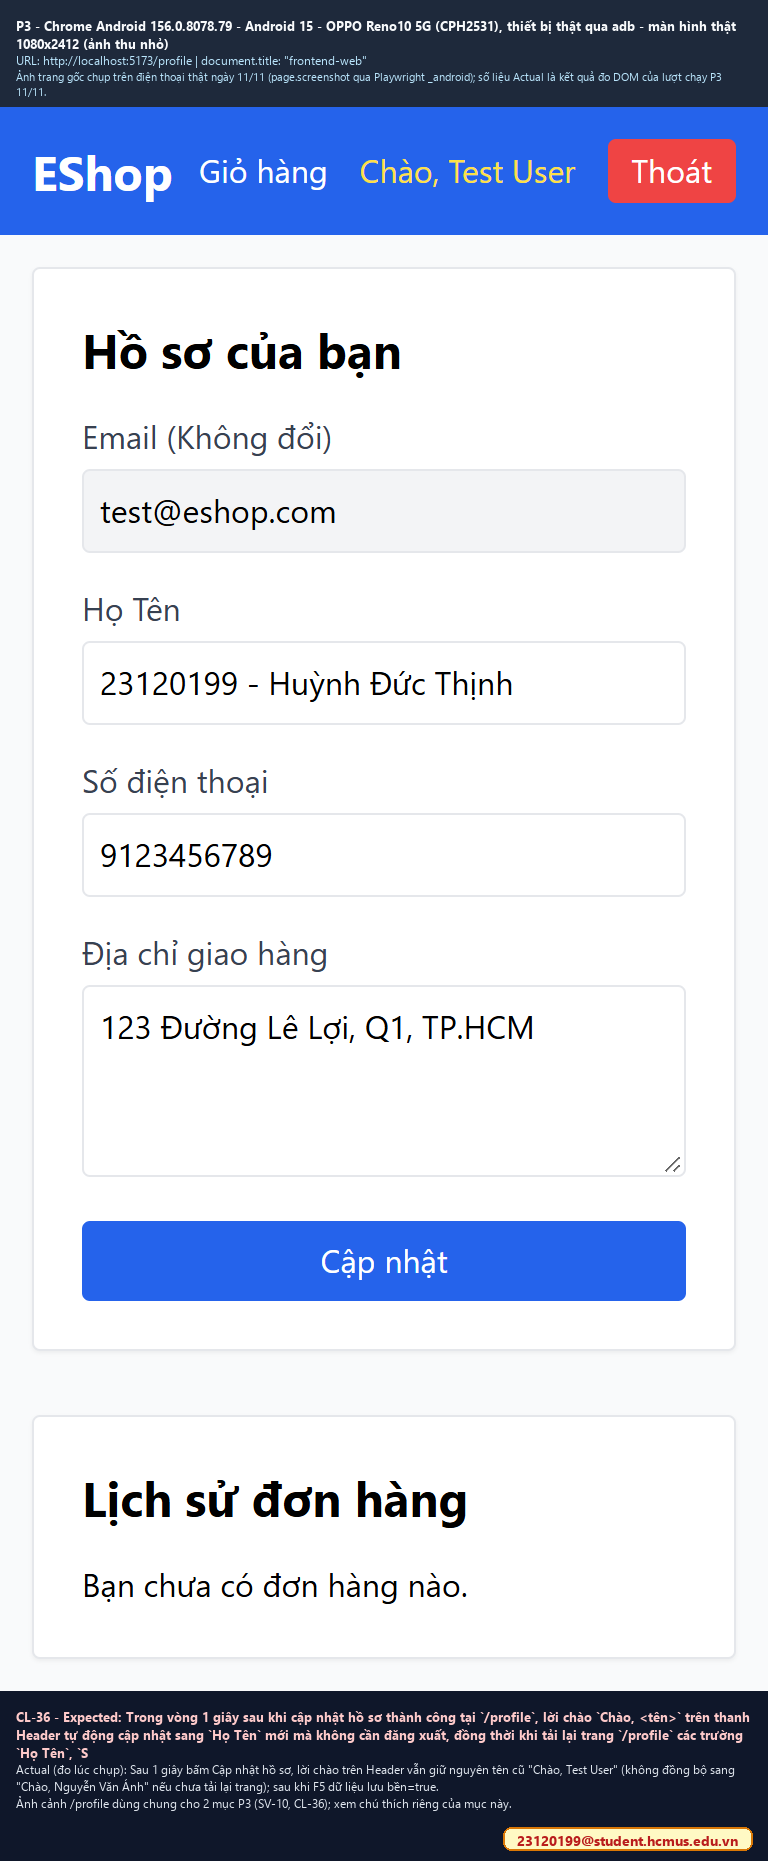 P3 - Chrome Android 156.0.8078.79 - Android 15 - OPPO Reno10 5G (CPH2531), thiết bị thật qua adb - màn hình thật
1080x2412 (ảnh thu nhỏ)
URL: http://localhost:5173/profile | document.title: "frontend-web"
Ảnh trang gốc chụp trên điện thoại thật ngày 11/11 (page.screenshot qua Playwright _android); số liệu Actual là kết quả đo DOM của lượt chạy P3
11/11.
EShop Giỏ hàng Chào, Test User Thoát
Hồ sơ của bạn
Email (Không đổi)
test@eshop.com
Họ Tên
23120199 - Huỳnh Đức Thịnh
Số điện thoại
9123456789
Địa chỉ giao hàng
123 Đường Lê Lợi, Q1, TP.HCM
Cập nhật
Lịch sử đơn hàng
Bạn chưa có đơn hàng nào.
CL-36 - Expected: Trong vòng 1 giây sau khi cập nhật hồ sơ thành công tại `/profile`, lời chào `Chào, <tên>` trên thanh
Header tự động cập nhật sang `Họ Tên` mới mà không cần đăng xuất, đồng thời khi tải lại trang `/profile` các trường
`Họ Tên`, `S
Actual (đo lúc chụp): Sau 1 giây bấm Cập nhật hồ sơ, lời chào trên Header vẫn giữ nguyên tên cũ "Chào, Test User" (không đồng bộ sang
"Chào, Nguyễn Văn Ánh" nếu chưa tải lại trang); sau khi F5 dữ liệu lưu bền=true.
Ảnh cảnh /profile dùng chung cho 2 mục P3 (SV-10, CL-36); xem chú thích riêng của mục này.
23120199@student.hcmus.edu.vn